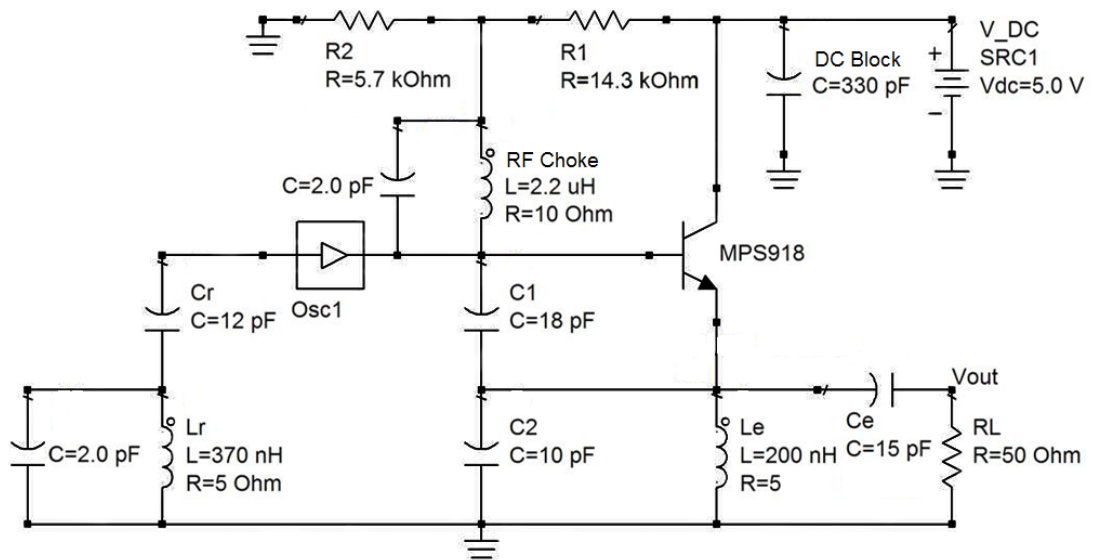 R2
R=5.7 kOhm
R1
R=14.3 kOhm
DC Block
C=330 pF
V_DC
SRC1
Vdc=5.0 V
+
−
C=2.0 pF
RF Choke
L=2.2 uH
R=10 Ohm
MPS918
Osc1
Cr
C=12 pF
C1
C=18 pF
C=2.0 pF
Lr
L=370 nH
R=5 Ohm
C2
C=10 pF
Le
L=200 nH
R=5
Ce
C=15 pF
Vout
RL
R=50 Ohm